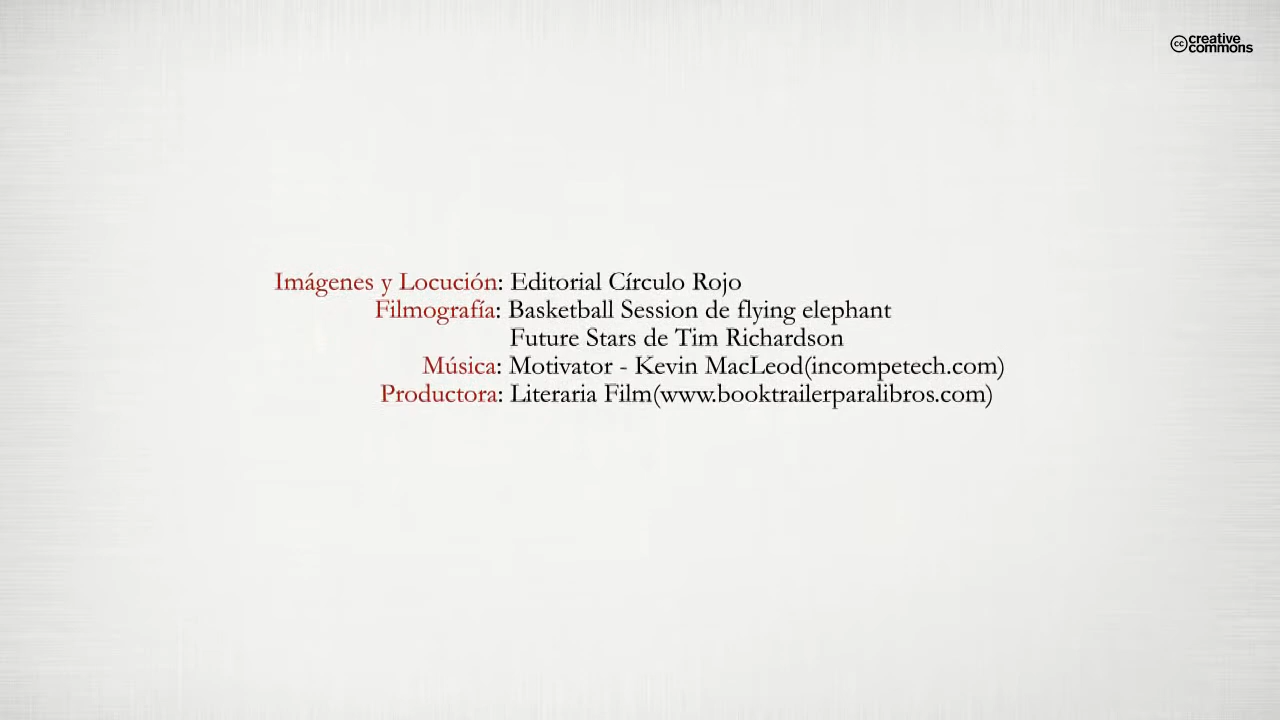 cc creative
commons
Imágenes y Locución: Editorial Círculo Rojo
Filmografía: Basketball Session de flying elephant
Future Stars de Tim Richardson
Música: Motivator - Kevin MacLeod(incompetech.com)
Productora: Literaria Film(www.booktrailerparalibros.com)